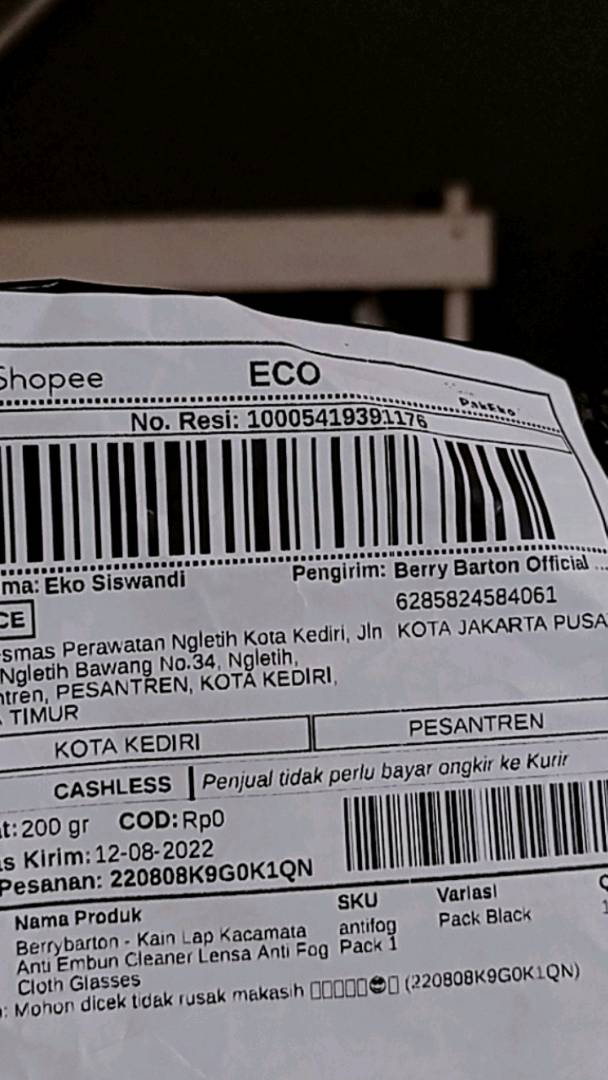 Shopee ECO
PakEko
No. Resi: 10005419391176
ma: Eko Siswandi Pengirim: Berry Barton Official ...
CE 6285824584061
smas Perawatan Ngletih Kota Kediri, Jln KOTA JAKARTA PUSA
Ngletih Bawang No.34, Ngletih,
ntren, PESANTREN, KOTA KEDIRI,
TIMUR
KOTA KEDIRI PESANTREN
CASHLESS Penjual tidak perlu bayar ongkir ke Kurir
t: 200 gr COD: Rp0
s Kirim: 12-08-2022
Pesanan: 220808K9G0K1QN
Nama Produk SKU Variasi Q
Berrybarton - Kain Lap Kacamata antifog Pack Black 1
Anti Embun Cleaner Lensa Anti Fog Pack 1
Cloth Glasses
: Mohon dicek tidak rusak makasih 😎 (220808K9G0K1QN)